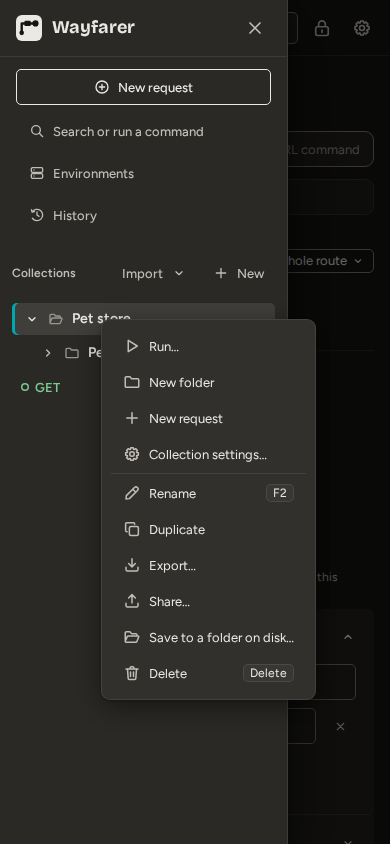 Wayfarer
New request
Search or run a command
Environments
History
Collections Import New
Pet store
GET
Run...
New folder
New request
Collection settings...
Rename F2
Duplicate
Export...
Share...
Save to a folder on disk...
Delete Delete
URL command
whole route
this